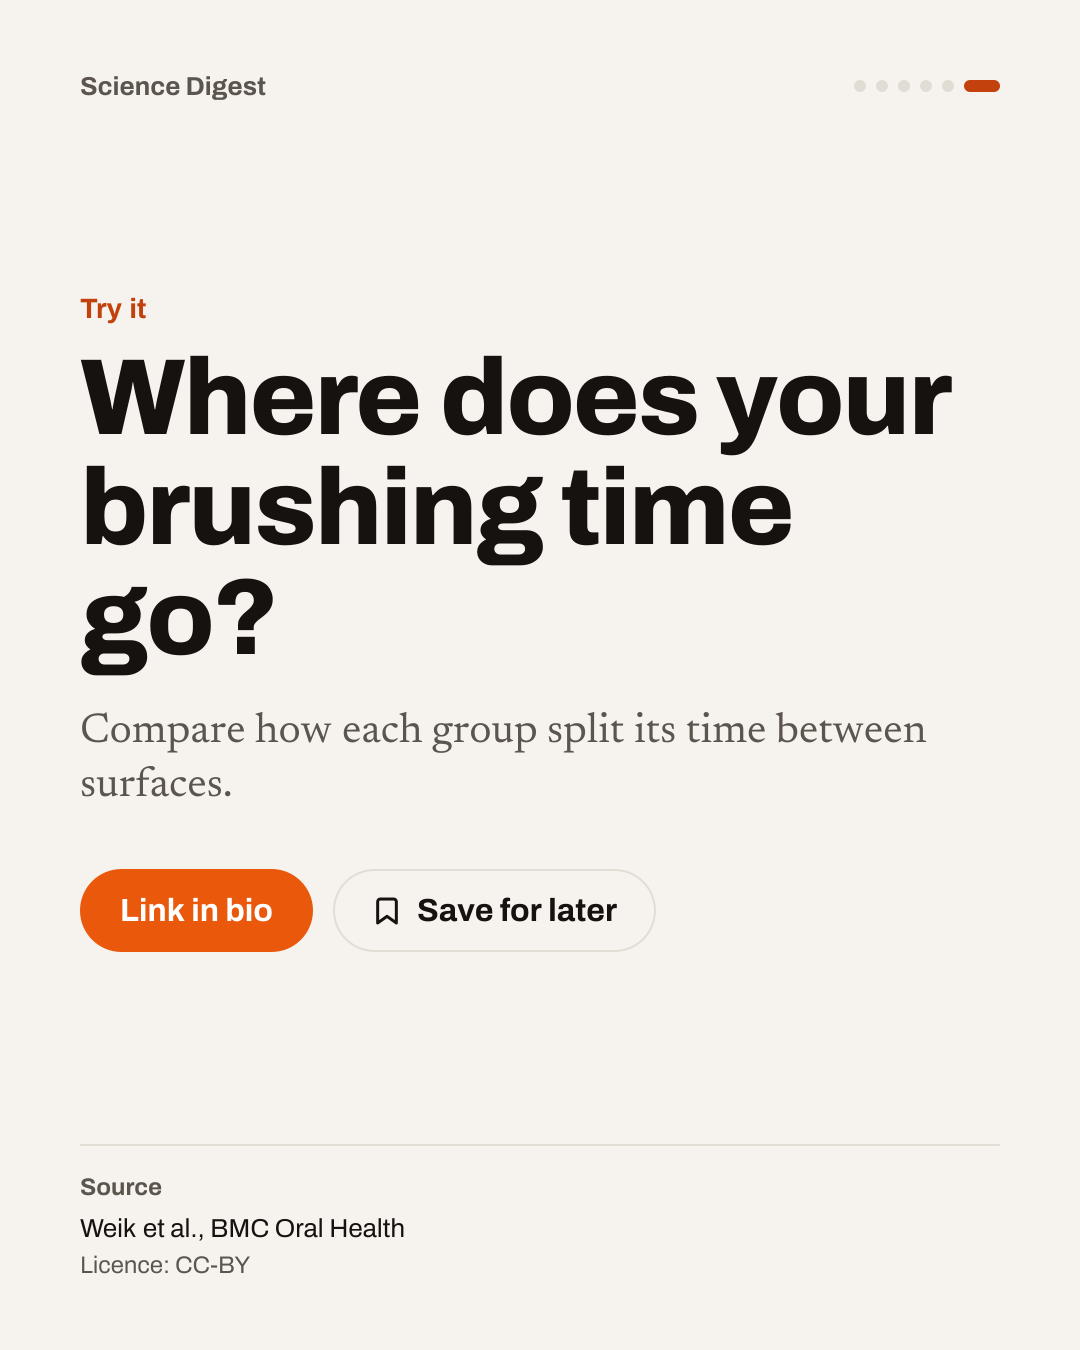 Science Digest
Try it
Where does your
brushing time
go?
Compare how each group split its time between
surfaces.
Link in bio
Save for later
Source
Weik et al., BMC Oral Health
Licence: CC-BY